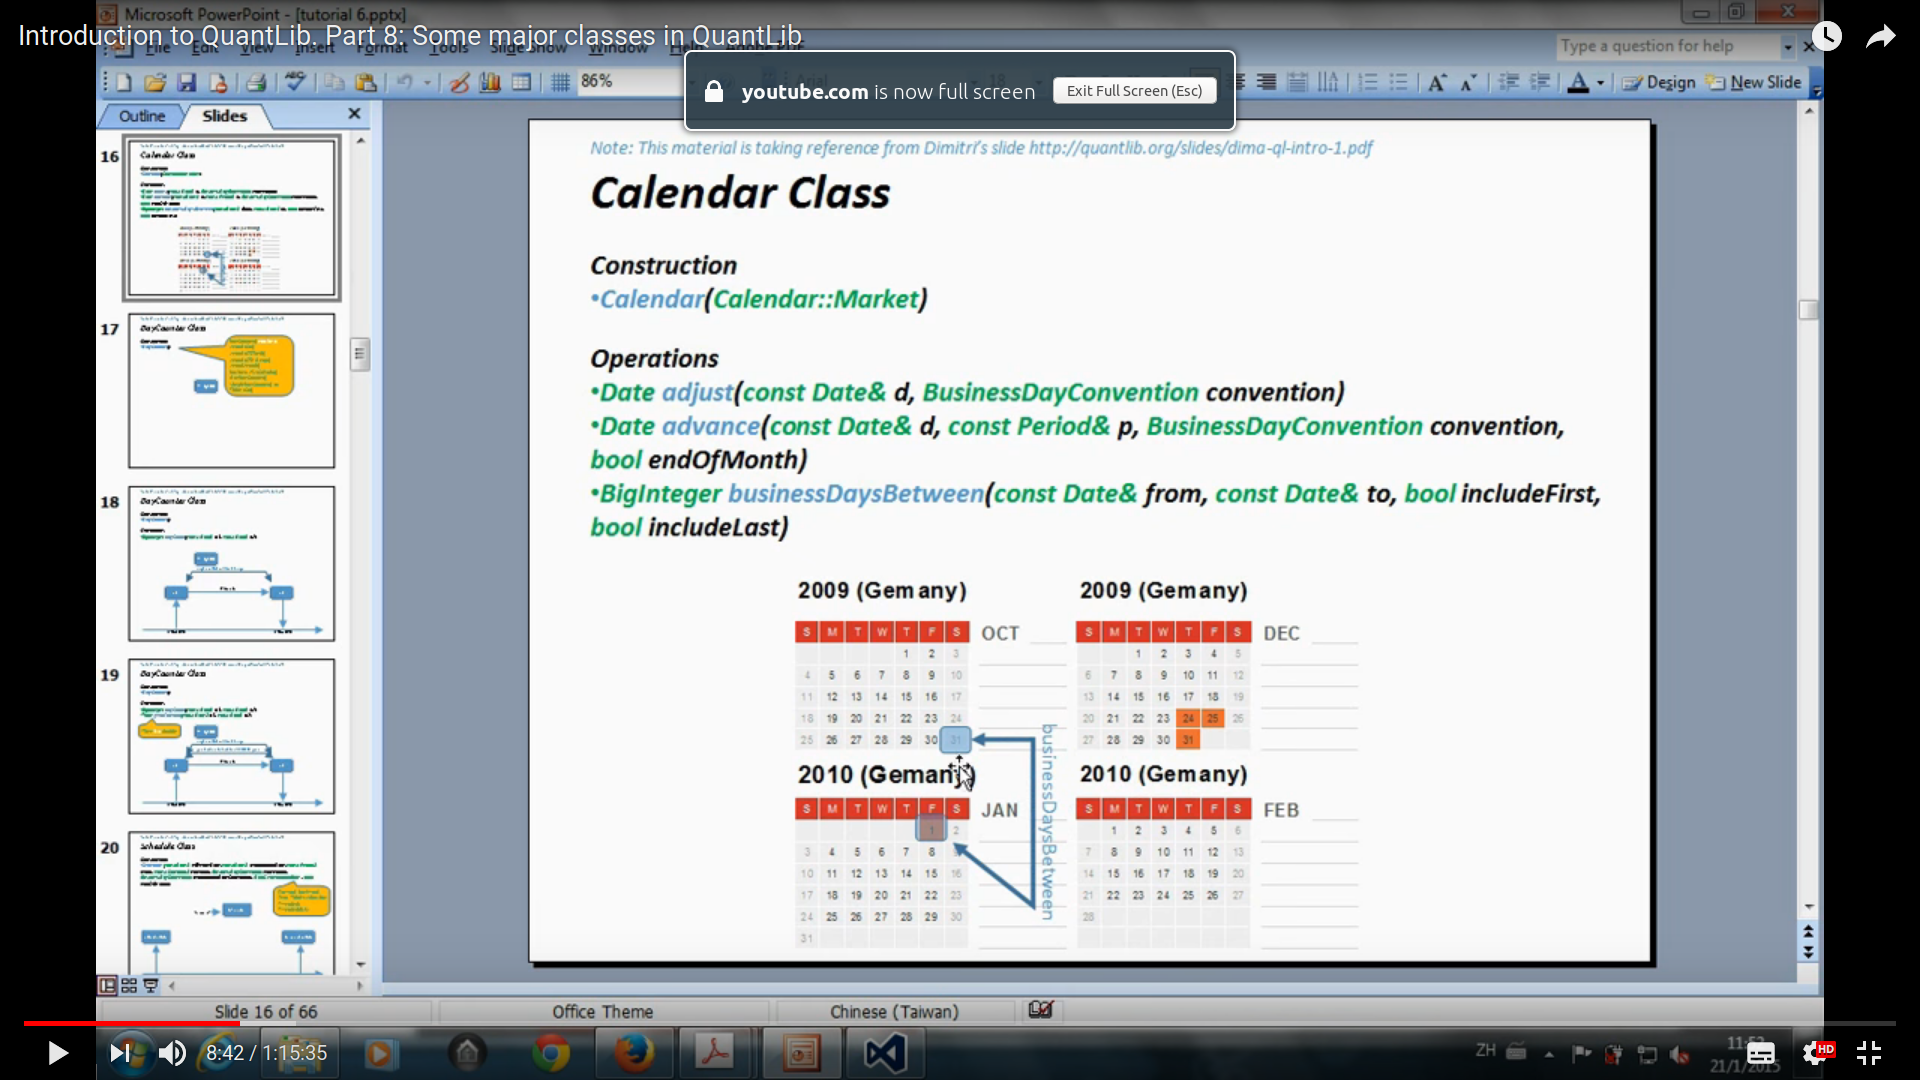 Microsoft PowerPoint - [tutorial 6.pptx]
Introduction to QuantLib. Part 8: Some major classes in QuantLib
File Edit View Insert Format Tools Slide Show Window Help
Type a question for help
86%
18
Design
New Slide
youtube.com is now full screen
Exit Full Screen (Esc)
Outline
Slides
16
Calendar Class
17
DayCounter Class
18
DayCounter Class
19
DayCounter Class
20
Schedule Class
Note: This material is taking reference from Dimitri's slide http://quantlib.org/slides/dima-ql-intro-1.pdf
Calendar Class
Construction
•Calendar(Calendar::Market)
Operations
•Date adjust(const Date& d, BusinessDayConvention convention)
•Date advance(const Date& d, const Period& p, BusinessDayConvention convention,
bool endOfMonth)
•BigInteger businessDaysBetween(const Date& from, const Date& to, bool includeFirst,
bool includeLast)
2009 (Gemany)
S M T W T F S
OCT
1 2 3
4 5 6 7 8 9 10
11 12 13 14 15 16 17
18 19 20 21 22 23 24
25 26 27 28 29 30 31
2009 (Gemany)
S M T W T F S
DEC
1 2 3 4 5
6 7 8 9 10 11 12
13 14 15 16 17 18 19
20 21 22 23 24 25 26
27 28 29 30 31
businessDaysBetween
2010 (Gemany)
S M T W T F S
JAN
1 2
3 4 5 6 7 8
10 11 12 13 14 15 16
17 18 19 20 21 22 23
24 25 26 27 28 29 30
31
2010 (Gemany)
S M T W T F S
FEB
1 2 3 4 5 6
7 8 9 10 11 12 13
14 15 16 17 18 19 20
21 22 23 24 25 26 27
28
Slide 16 of 66
Office Theme
Chinese (Taiwan)
8:42 / 1:15:35
ZH
HD
21/1/2015